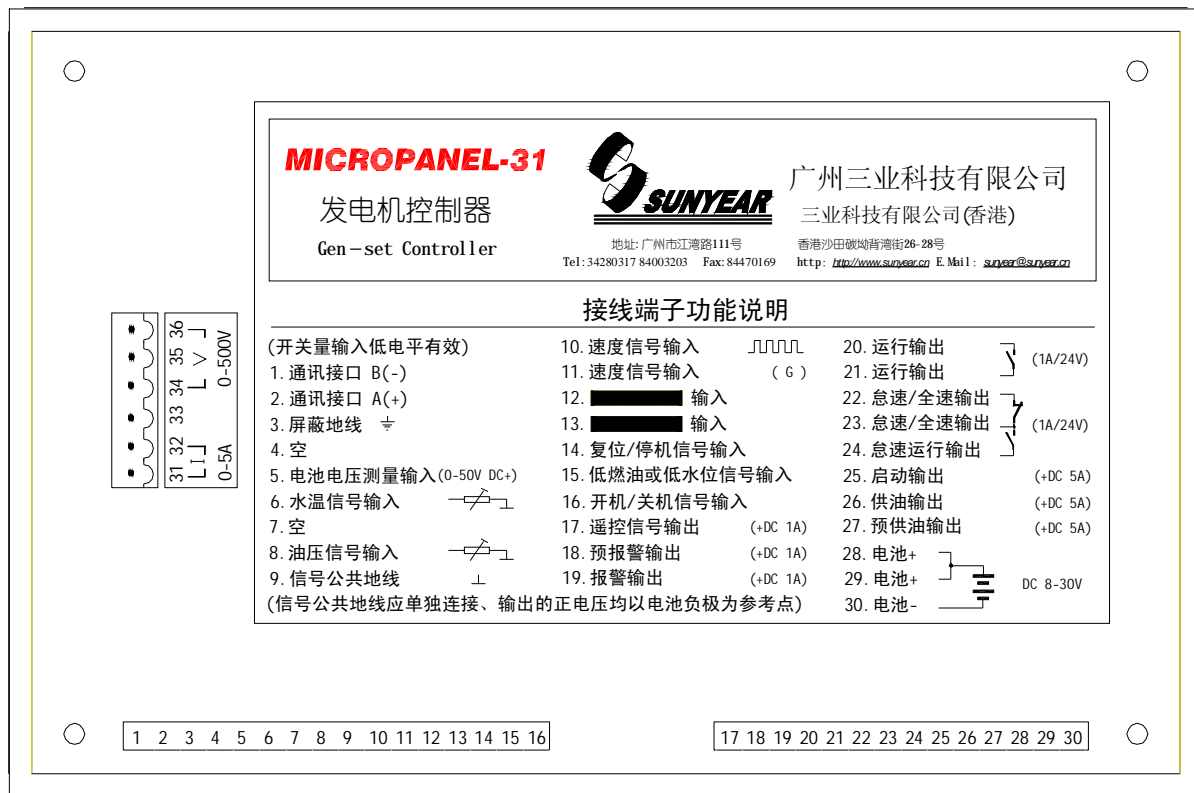 MICROPANEL-31
发电机控制器
Gen-set Controller
SUNYEAR
广州三业科技有限公司
三业科技有限公司(香港)
地址: 广州市江湾路111号
香港沙田碳坳背湾街26-28号
Tel: 34280317 84003203 Fax: 84470169
http: http://www.sunyear.cn E.Mail: sunyear@sunyear.cn
接线端子功能说明
(开关量输入低电平有效)
1. 通讯接口 B(-)
2. 通讯接口 A(+)
3. 屏蔽地线
4. 空
5. 电池电压测量输入(0-50V DC+)
6. 水温信号输入
7. 空
8. 油压信号输入
9. 信号公共地线
10. 速度信号输入
11. 速度信号输入 (G)
12. 输入
13. 输入
14. 复位/停机信号输入
15. 低燃油或低水位信号输入
16. 开机/关机信号输入
17. 遥控信号输出 (+DC 1A)
18. 预报警输出 (+DC 1A)
19. 报警输出 (+DC 1A)
20. 运行输出
21. 运行输出
(1A/24V)
22. 怠速/全速输出
23. 怠速/全速输出
24. 怠速运行输出
(1A/24V)
25. 启动输出 (+DC 5A)
26. 供油输出 (+DC 5A)
27. 预供油输出 (+DC 5A)
28. 电池+
29. 电池+
30. 电池-
DC 8-30V
(信号公共地线应单独连接、输出的正电压均以电池负极为参考点)
31 32 33 34 35 36
I V
0-5A 0-500V
1 2 3 4 5 6 7 8 9 10 11 12 13 14 15 16
17 18 19 20 21 22 23 24 25 26 27 28 29 30